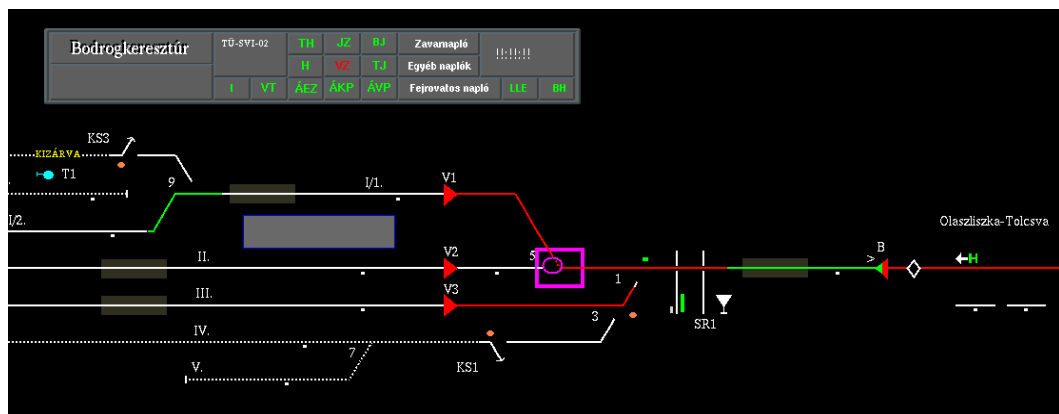 Bodrogkeresztúr
TÜ-SVI-02
TH JZ BJ
Zavarnapló
!!:!!:!!
H VZ TJ
Egyéb naplók
I VT ÁEZ ÁKP ÁVP
Fejrovatos napló
LLE BH
KS3
KIZÁRVA
T1
9
I/1.
V1
I/2.
Olaszliszka-Tolcsva
II.
V2
5
B
H
1
III.
V3
3
SR1
IV.
7
KS1
V.